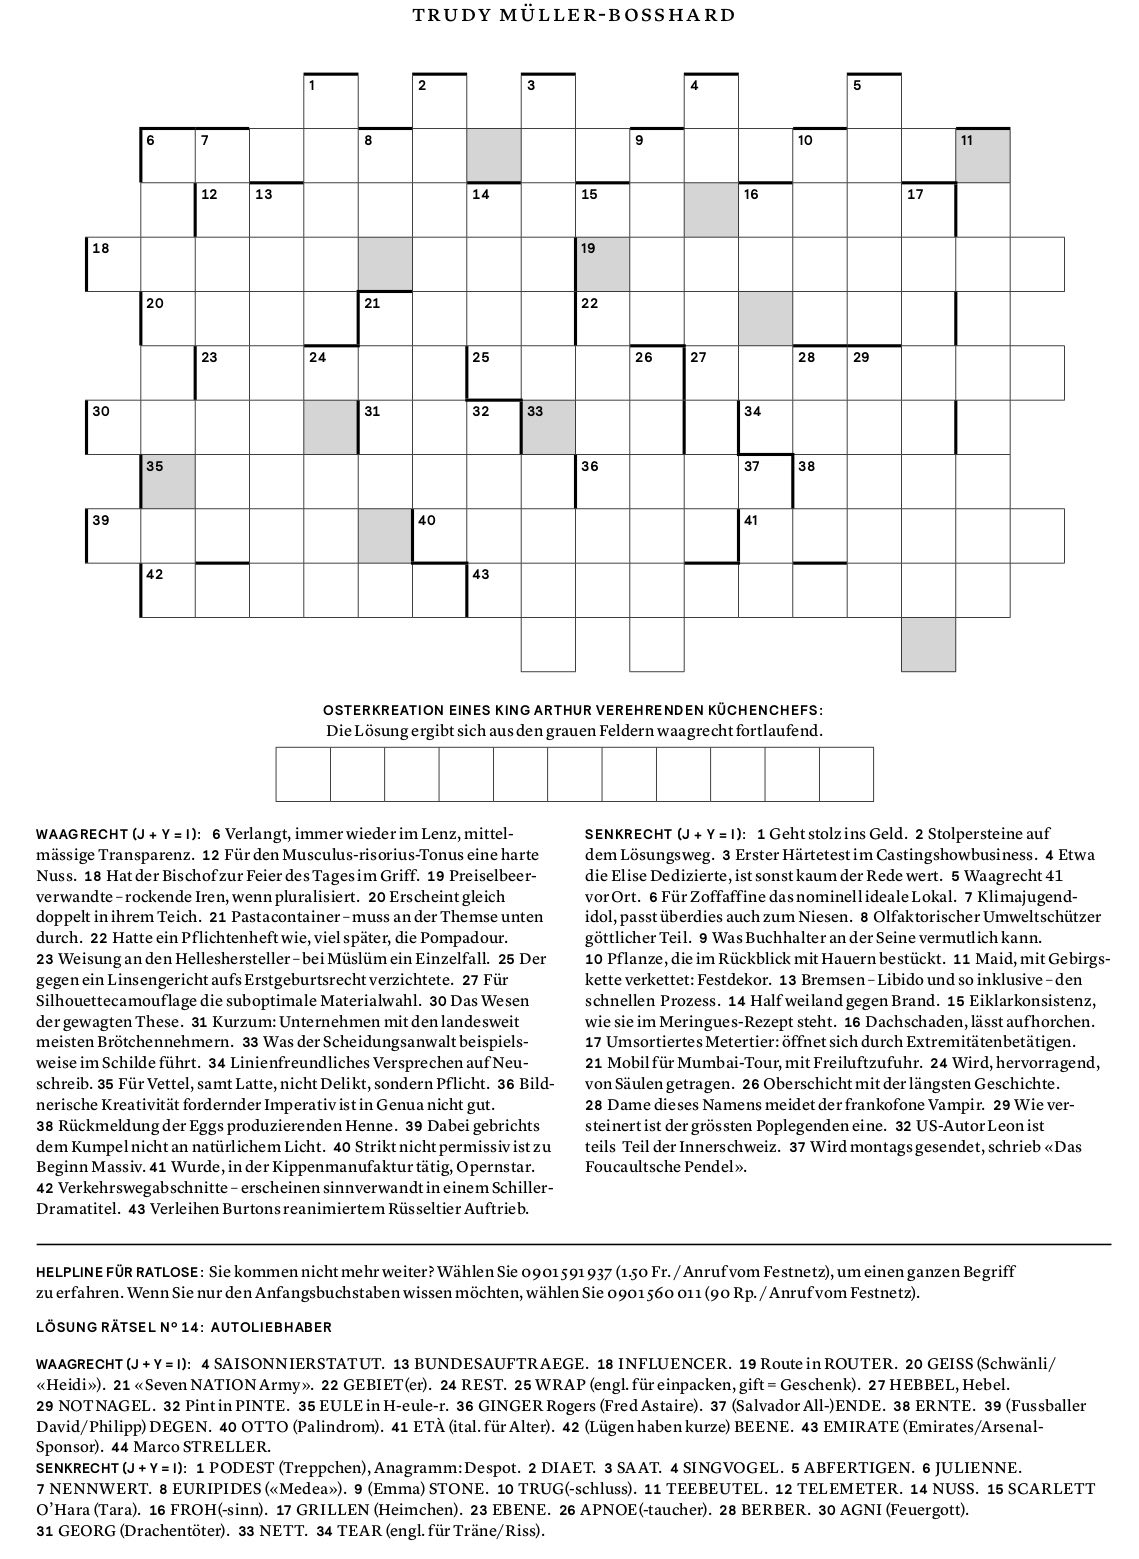 TRUDY MÜLLER-BOSSHARD
1 2 3 4 5
6 7 8 9 10 11
12 13 14 15 16 17
18 19
20 21 22
23 24 25 26 27 28 29
30 31 32 33 34
35 36 37 38
39 40 41
42 43
OSTERKREATION EINES KING ARTHUR VEREHRENDEN KÜCHENCHEFS:
Die Lösung ergibt sich aus den grauen Feldern waagrecht fortlaufend.
WAAGRECHT (J + Y = I): 6 Verlangt, immer wieder im Lenz, mittel-
mässige Transparenz. 12 Für den Musculus-risorius-Tonus eine harte
Nuss. 18 Hat der Bischof zur Feier des Tages im Griff. 19 Preiselbeer-
verwandte – rockende Iren, wenn pluralisiert. 20 Erscheint gleich
doppelt in ihrem Teich. 21 Pastacontainer – muss an der Themse unten
durch. 22 Hatte ein Pflichtenheft wie, viel später, die Pompadour.
23 Weisung an den Helleshersteller – bei Müslüm ein Einzelfall. 25 Der
gegen ein Linsengericht aufs Erstgeburtsrecht verzichtete. 27 Für
Silhouettecamouflage die suboptimale Materialwahl. 30 Das Wesen
der gewagten These. 31 Kurzum: Unternehmen mit den landesweit
meisten Brötchennehmern. 33 Was der Scheidungsanwalt beispiels-
weise im Schilde führt. 34 Linienfreundliches Versprechen auf Neu-
schreib. 35 Für Vettel, samt Latte, nicht Delikt, sondern Pflicht. 36 Bild-
nerische Kreativität fordernder Imperativ ist in Genua nicht gut.
38 Rückmeldung der Eggs produzierenden Henne. 39 Dabei gebrichts
dem Kumpel nicht an natürlichem Licht. 40 Strikt nicht permissiv ist zu
Beginn Massiv. 41 Wurde, in der Kippenmanufaktur tätig, Opernstar.
42 Verkehrswegabschnitte – erscheinen sinnverwandt in einem Schiller-
Dramatitel. 43 Verleihen Burtons reanimiertem Rüsseltier Auftrieb.
SENKRECHT (J + Y = I): 1 Geht stolz ins Geld. 2 Stolpersteine auf
dem Lösungsweg. 3 Erster Härtetest im Castingshowbusiness. 4 Etwa
die Elise Dedizierte, ist sonst kaum der Rede wert. 5 Waagrecht 41
vor Ort. 6 Für Zoffaffine das nominell ideale Lokal. 7 Klimajugend-
idol, passt überdies auch zum Niesen. 8 Olfaktorischer Umweltschützer
göttlicher Teil. 9 Was Buchhalter an der Seine vermutlich kann.
10 Pflanze, die im Rückblick mit Hauern bestückt. 11 Maid, mit Gebirgs-
kette verkettet: Festdekor. 13 Bremsen – Libido und so inklusive – den
schnellen Prozess. 14 Half weiland gegen Brand. 15 Eiklarkonsistenz,
wie sie im Meringues-Rezept steht. 16 Dachschaden, lässt aufhorchen.
17 Umsortiertes Metertier: öffnet sich durch Extremitätenbetätigen.
21 Mobil für Mumbai-Tour, mit Freiluftzufuhr. 24 Wird, hervorragend,
von Säulen getragen. 26 Oberschicht mit der längsten Geschichte.
28 Dame dieses Namens meidet der frankofone Vampir. 29 Wie ver-
steinert ist der grössten Poplegenden eine. 32 US-Autor Leon ist
teils Teil der Innerschweiz. 37 Wird montags gesendet, schrieb «Das
Foucaultsche Pendel».
HELPLINE FÜR RATLOSE: Sie kommen nicht mehr weiter? Wählen Sie 0901 591 937 (1.50 Fr. / Anruf vom Festnetz), um einen ganzen Begriff
zu erfahren. Wenn Sie nur den Anfangsbuchstaben wissen möchten, wählen Sie 0901 560 011 (90 Rp. / Anruf vom Festnetz).
LÖSUNG RÄTSEL Nº 14: AUTOLIEBHABER
WAAGRECHT (J + Y = I): 4 SAISONNIERSTATUT. 13 BUNDESAUFTRAEGE. 18 INFLUENCER. 19 Route in ROUTER. 20 GEISS (Schwänli/
«Heidi»). 21 «Seven NATION Army». 22 GEBIET(er). 24 REST. 25 WRAP (engl. für einpacken, gift = Geschenk). 27 HEBBEL, Hebel.
29 NOTNAGEL. 32 Pint in PINTE. 35 EULE in H-eule-r. 36 GINGER Rogers (Fred Astaire). 37 (Salvador All-)ENDE. 38 ERNTE. 39 (Fussballer
David/Philipp) DEGEN. 40 OTTO (Palindrom). 41 ETÀ (ital. für Alter). 42 (Lügen haben kurze) BEENE. 43 EMIRATE (Emirates/Arsenal-
Sponsor). 44 Marco STRELLER.
SENKRECHT (J + Y = I): 1 PODEST (Treppchen), Anagramm: Despot. 2 DIAET. 3 SAAT. 4 SINGVOGEL. 5 ABFERTIGEN. 6 JULIENNE.
7 NENNWERT. 8 EURIPIDES («Medea»). 9 (Emma) STONE. 10 TRUG(-schluss). 11 TEEBEUTEL. 12 TELEMETER. 14 NUSS. 15 SCARLETT
O'Hara (Tara). 16 FROH(-sinn). 17 GRILLEN (Heimchen). 23 EBENE. 26 APNOE(-taucher). 28 BERBER. 30 AGNI (Feuergott).
31 GEORG (Drachentöter). 33 NETT. 34 TEAR (engl. für Träne/Riss).